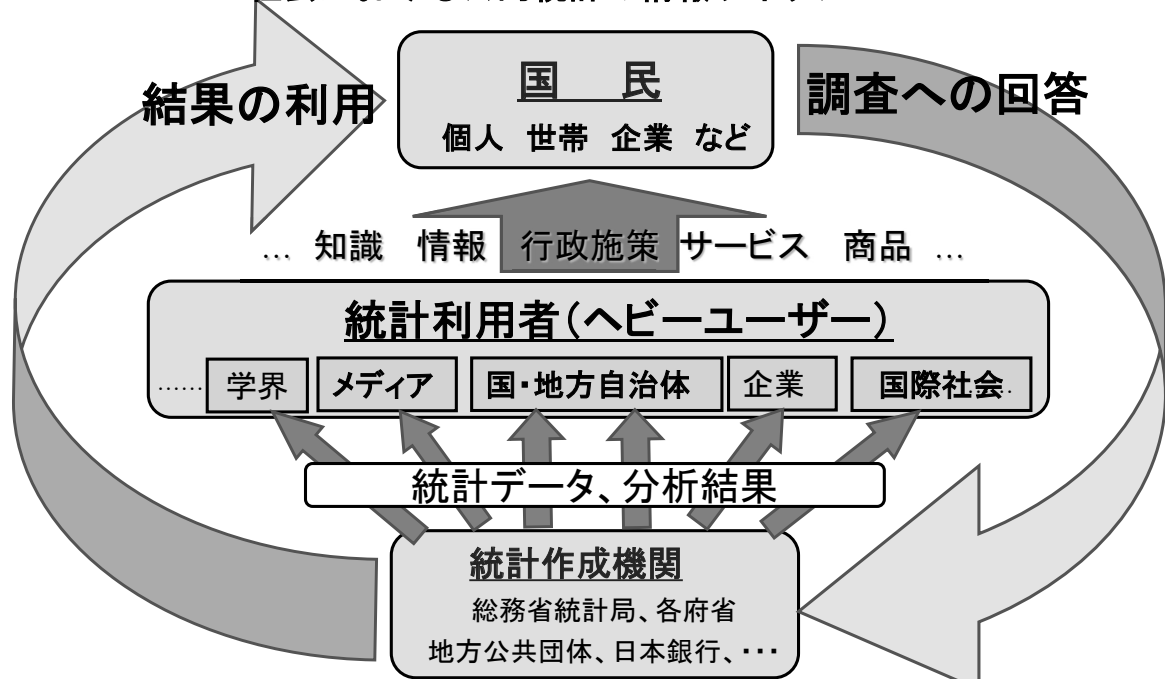 国　民
個人 世帯 企業 など
結果の利用
調査への回答
… 知識 情報 行政施策 サービス 商品 …
統計利用者（ヘビーユーザー）
…… 学界 メディア 国・地方自治体 企業 国際社会..
統計データ、分析結果
統計作成機関
総務省統計局、各府省
地方公共団体、日本銀行、・・・